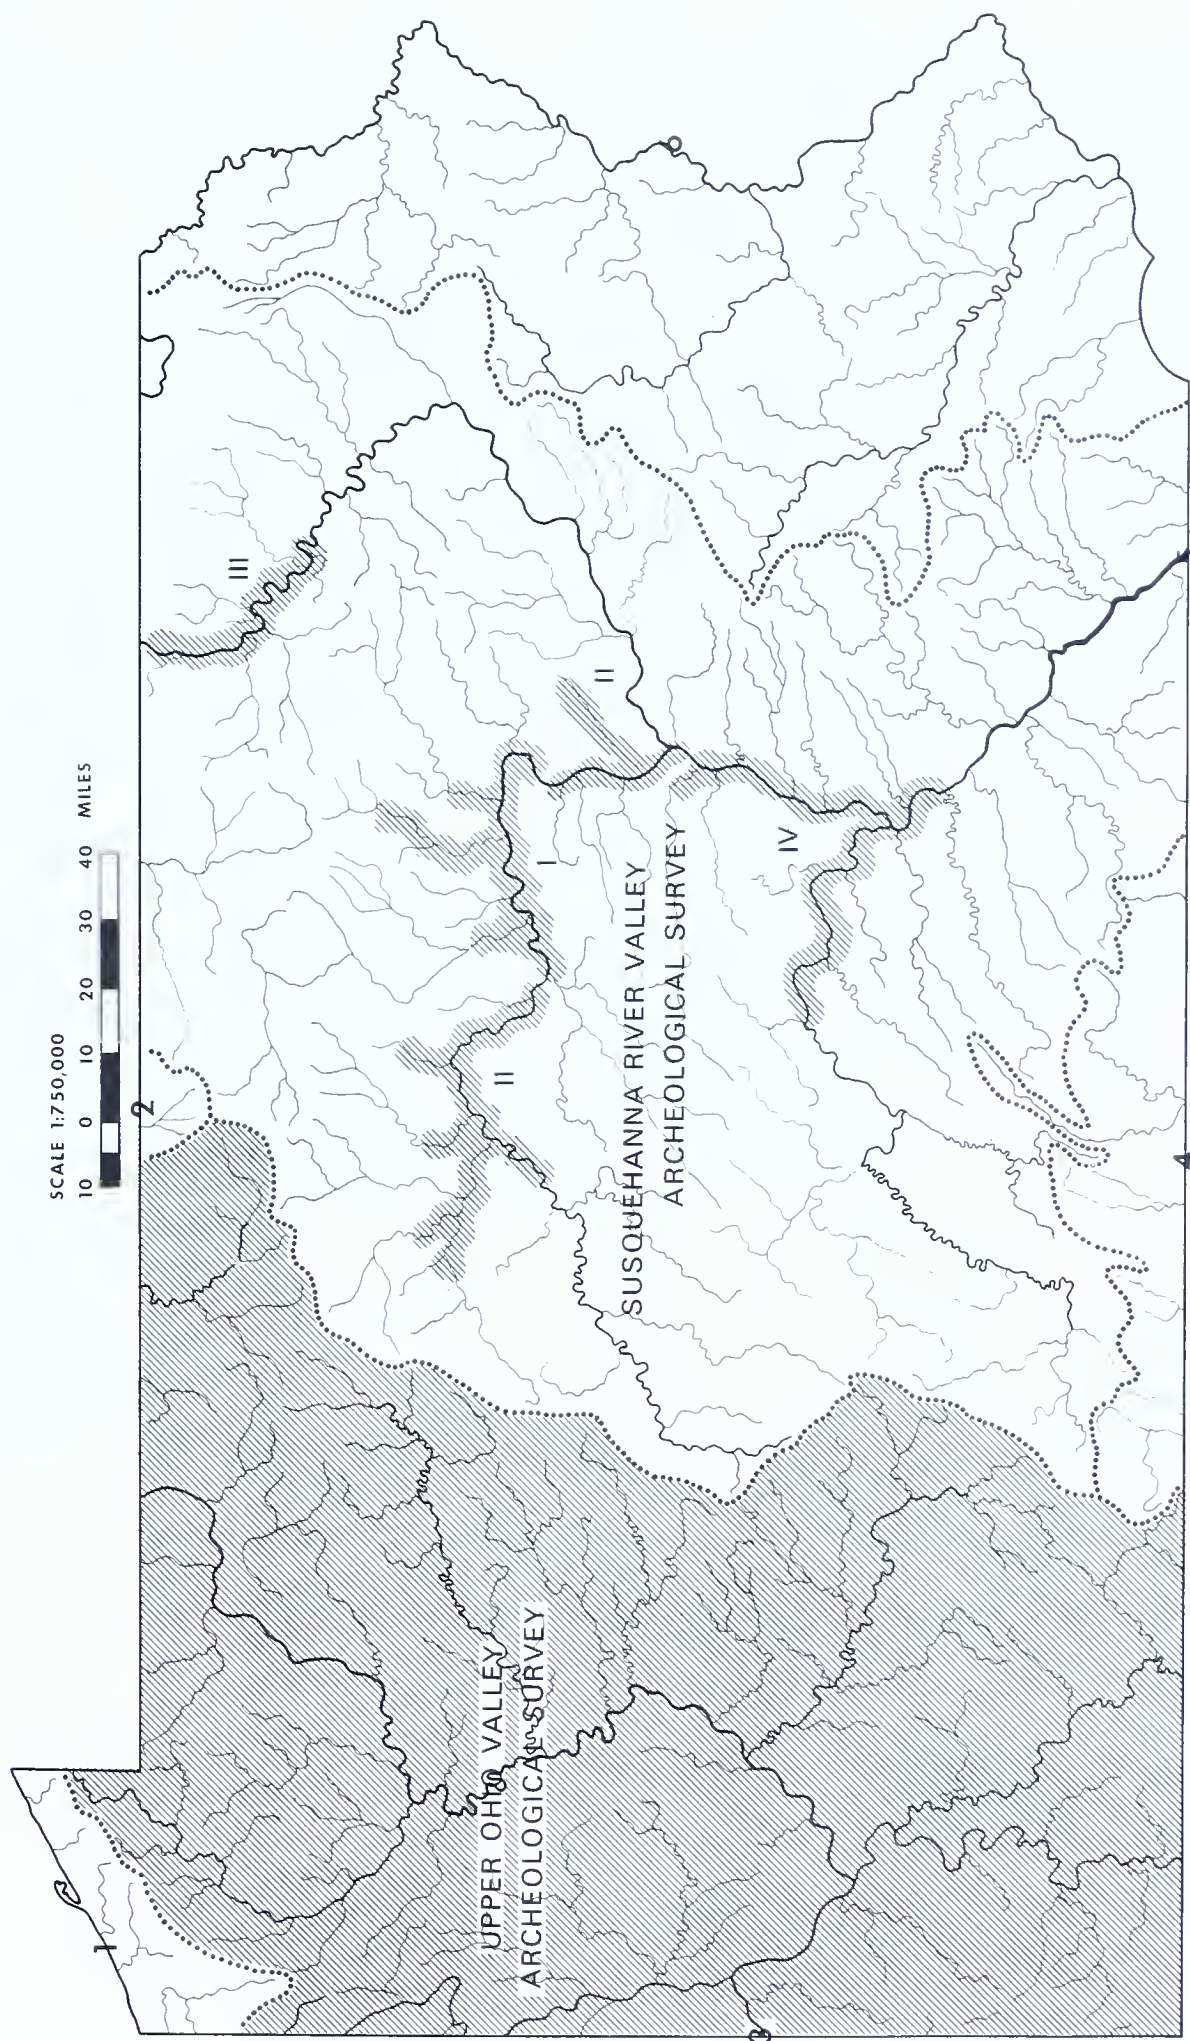 SCALE 1:750,000
10 0 10 20 30 40 MILES
1
2
3
4
I
II
II
III
IV
UPPER OHIO VALLEY
ARCHEOLOGICAL SURVEY
SUSQUEHANNA RIVER VALLEY
ARCHEOLOGICAL SURVEY